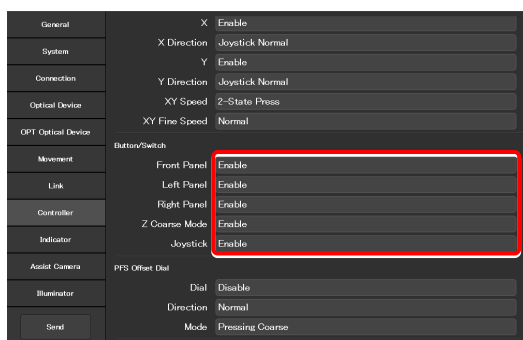 General
System
Connection
Optical Device
OPT Optical Device
Movement
Link
Controller
Indicator
Assist Camera
Illuminator
Send
X Enable
X Direction Joystick Normal
Y Enable
Y Direction Joystick Normal
XY Speed 2-State Press
XY Fine Speed Normal
Button/Switch
Front Panel Enable
Left Panel Enable
Right Panel Enable
Z Coarse Mode Enable
Joystick Enable
PFS Offset Dial
Dial Disable
Direction Normal
Mode Pressing Coarse